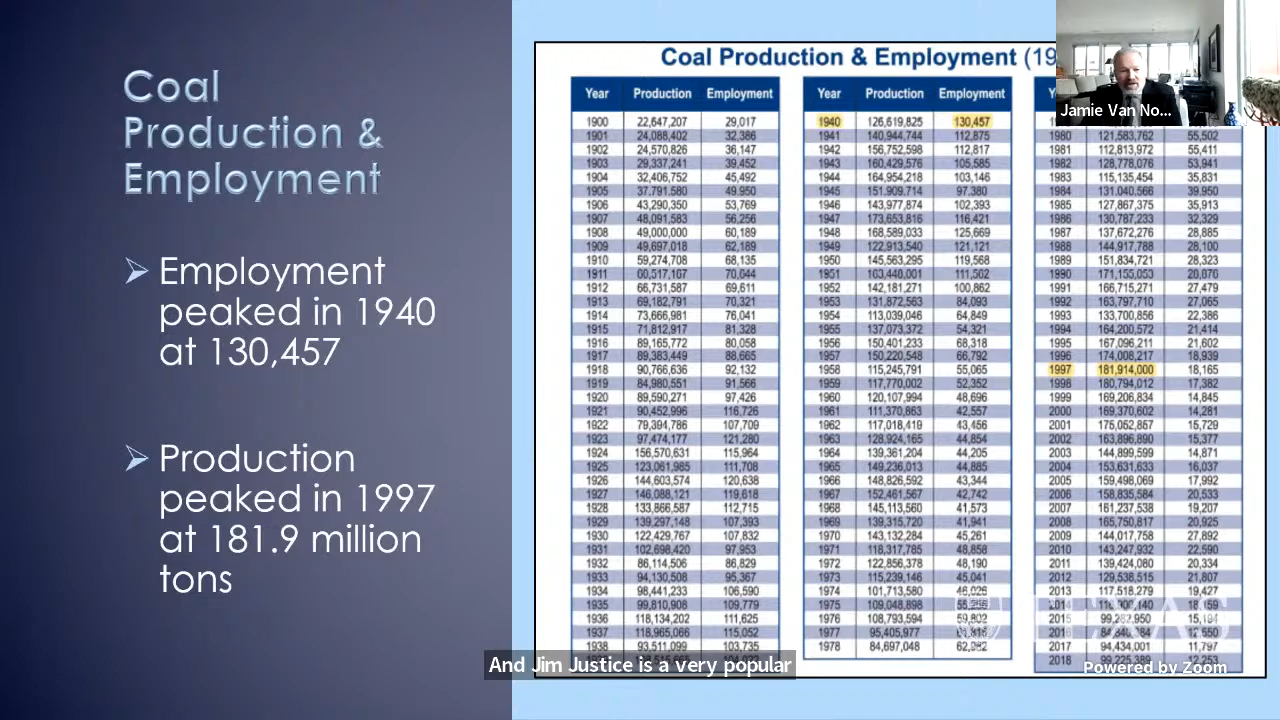 Coal
Production &
Employment
Employment
peaked in 1940
at 130,457
Production
peaked in 1997
at 181.9 million
tons
Coal Production & Employment (19
Year Production Employment
1900 22,647,207 29,017
1901 24,088,402 32,386
1902 24,570,826 36,147
1903 29,337,241 39,452
1904 32,406,752 45,492
1905 37,791,580 49,950
1906 43,290,350 53,769
1907 48,091,583 56,256
1908 49,000,000 60,189
1909 49,697,018 62,189
1910 59,274,708 68,135
1911 60,517,167 70,644
1912 66,731,587 69,611
1913 69,182,791 70,321
1914 73,666,981 76,041
1915 71,812,917 81,328
1916 89,165,772 80,058
1917 89,383,449 88,665
1918 90,766,636 92,132
1919 84,980,551 91,566
1920 89,590,271 97,426
1921 90,452,996 116,726
1922 79,394,786 107,709
1923 97,474,177 121,280
1924 156,570,631 115,964
1925 123,061,985 111,708
1926 144,603,574 120,638
1927 146,088,121 119,618
1928 133,866,587 112,715
1929 139,297,148 107,393
1930 122,429,767 107,832
1931 102,698,420 97,953
1932 86,114,506 86,829
1933 94,130,508 95,367
1934 98,441,233 106,590
1935 99,810,908 109,779
1936 118,134,202 111,625
1937 118,965,066 115,052
1938 93,511,099 103,735
Year Production Employment
1940 126,619,825 130,457
1941 140,944,744 112,875
1942 156,752,598 112,817
1943 160,429,576 105,585
1944 164,954,218 103,146
1945 151,909,714 97,380
1946 143,977,874 102,393
1947 173,653,816 116,421
1948 168,589,033 125,669
1949 122,913,540 121,121
1950 145,563,295 119,568
1951 163,448,001 111,562
1952 142,181,271 100,862
1953 131,872,563 84,093
1954 113,039,046 64,849
1955 137,073,372 54,321
1956 150,401,233 68,318
1957 150,220,548 66,792
1958 115,245,791 55,065
1959 117,770,002 52,352
1960 120,107,994 48,696
1961 111,370,863 42,557
1962 117,018,419 43,456
1963 128,924,165 44,854
1964 139,361,204 44,205
1965 149,236,013 44,885
1966 148,826,592 43,344
1967 152,461,567 42,742
1968 145,113,560 41,573
1969 139,315,720 41,941
1970 143,132,284 45,261
1971 118,317,785 48,858
1972 122,856,378 48,190
1973 115,239,146 45,041
1974 101,713,580 46,026
1975 109,048,898
1976 108,793,594 59,802
1977 95,405,977
1978 84,697,048 62,982
1980 121,583,762 55,502
1981 112,813,972 55,411
1982 128,778,076 53,941
1983 115,135,454 35,831
1984 131,040,566 39,950
1985 127,867,375 35,913
1986 130,787,233 32,329
1987 137,672,276 28,885
1988 144,917,788 28,100
1989 151,834,721 28,323
1990 171,155,053
1991 166,715,271 27,479
1992 163,797,710 27,065
1993 133,700,856 22,386
1994 164,200,572 21,414
1995 167,096,211 21,602
1996 174,008,217 18,939
1997 181,914,000 18,165
1998 180,794,012 17,382
1999 169,206,834 14,845
2000 169,370,602 14,281
2001 175,052,857 15,729
2002 163,896,890 15,377
2003 144,899,599 14,871
2004 153,631,633 16,037
2005 159,498,069 17,992
2006 158,835,584 20,533
2007 161,237,538 19,207
2008 165,750,817 20,925
2009 144,017,758 27,892
2010 143,247,932 22,590
2011 139,424,080 20,334
2012 129,538,515 21,807
2013 117,518,279 19,427
2015
2016 12,550
2017 94,434,001 11,797
2018 99,225,389 12,253
Jamie Van No...
TEXAS
And Jim Justice is a very popular
Powered by Zoom